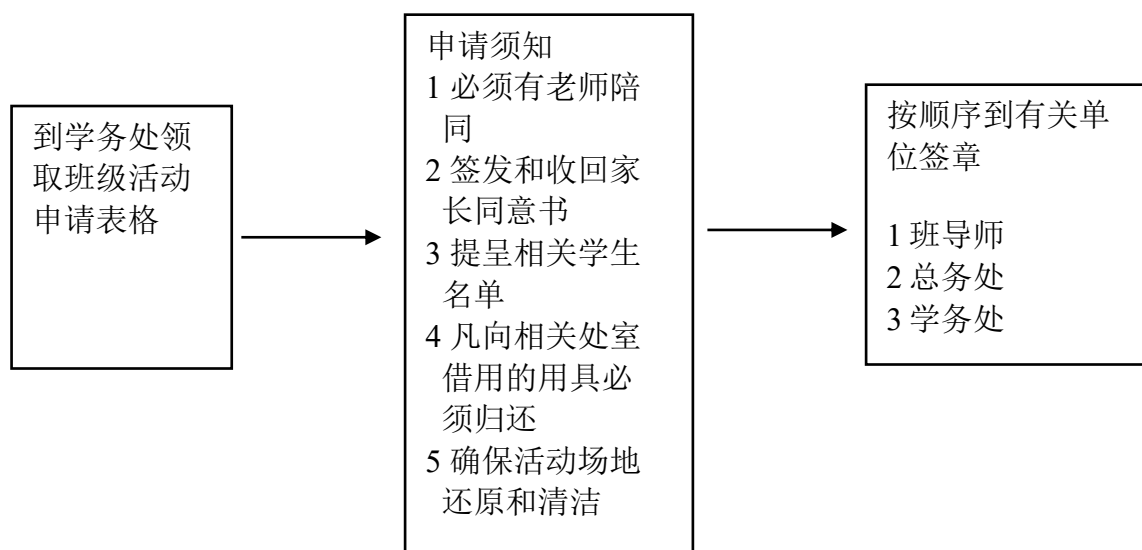 到学务处领
取班级活动
申请表格
申请须知
1 必须有老师陪
同
2 签发和收回家
长同意书
3 提呈相关学生
名单
4 凡向相关处室
借用的用具必
须归还
5 确保活动场地
还原和清洁
按顺序到有关单
位签章
1 班导师
2 总务处
3 学务处